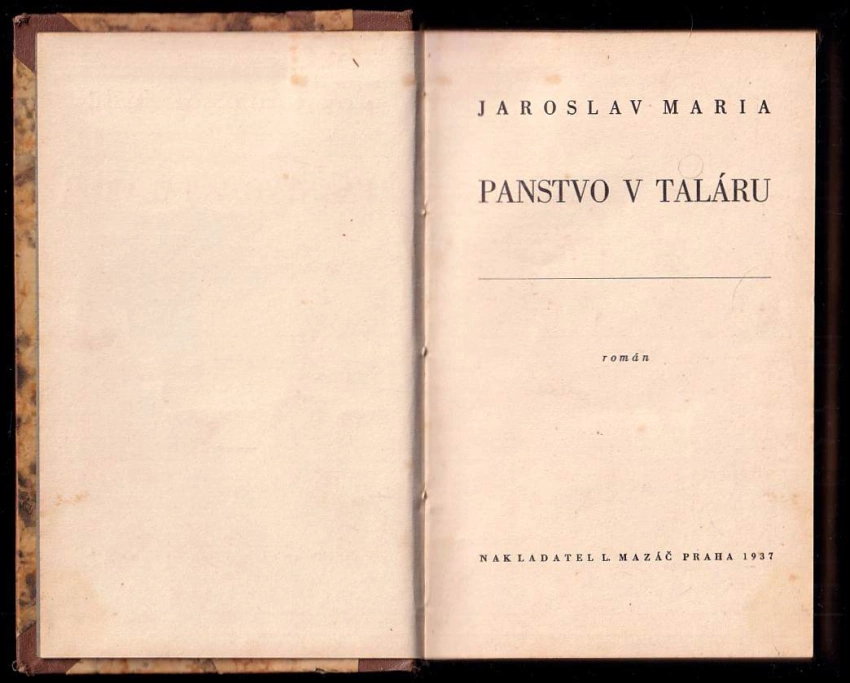 JAROSLAV MARIA
PANSTVO V TALÁRU
román
NAKLADATEL L. MAZÁČ PRAHA 1937